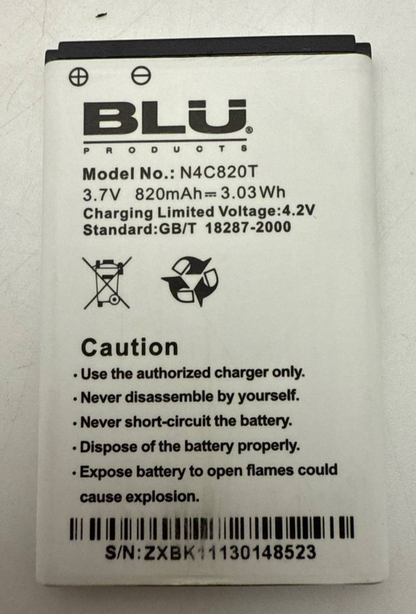 ⊕ ⊖
BLU®
PRODUCTS
Model No.: N4C820T
3.7V 820mAh⎓3.03Wh
Charging Limited Voltage:4.2V
Standard:GB/T 18287-2000
Caution
· Use the authorized charger only.
· Never disassemble by yourself.
· Never short-circuit the battery.
· Dispose of the battery properly.
· Expose battery to open flames could
cause explosion.
S/N:ZXBK11130148523